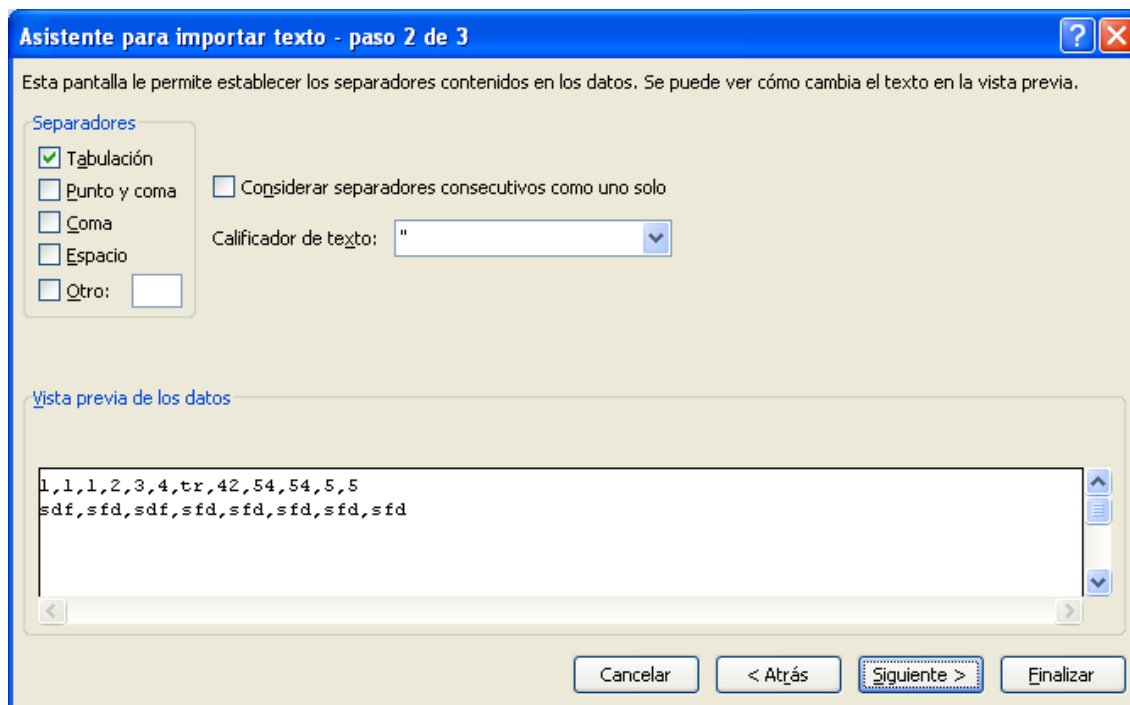 Asistente para importar texto - paso 2 de 3
Esta pantalla le permite establecer los separadores contenidos en los datos. Se puede ver cómo cambia el texto en la vista previa.
Separadores
Tabulación
Punto y coma
Coma
Espacio
Otro:
Considerar separadores consecutivos como uno solo
Calificador de texto: "
Vista previa de los datos
1,1,1,2,3,4,tr,42,54,54,5,5
sdf,sfd,sdf,sfd,sfd,sfd,sfd,sfd
Cancelar < Atrás Siguiente > Finalizar